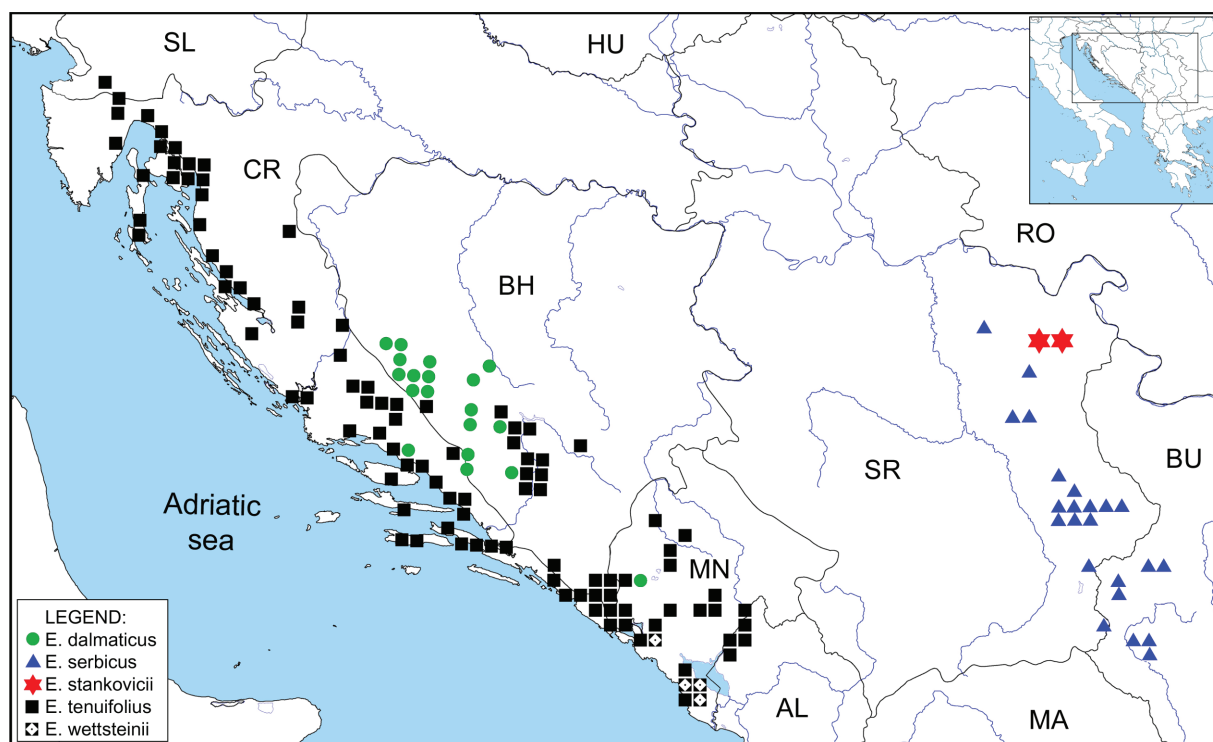 SL
HU
CR
RO
BH
BU
SR
Adriatic
sea
MN
AL
MA
LEGEND:
E. dalmaticus
E. serbicus
E. stankovicii
E. tenuifolius
E. wettsteinii